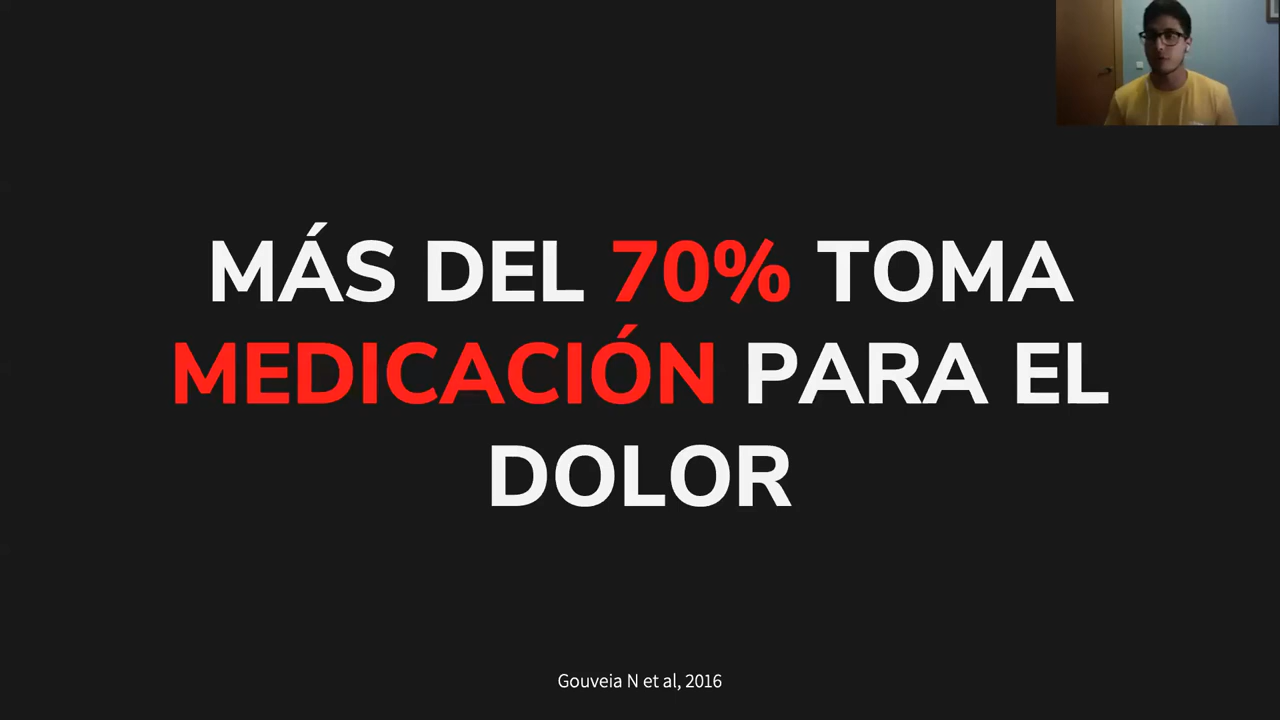 MÁS DEL 70% TOMA
MEDICACIÓN PARA EL
DOLOR
Gouveia N et al, 2016